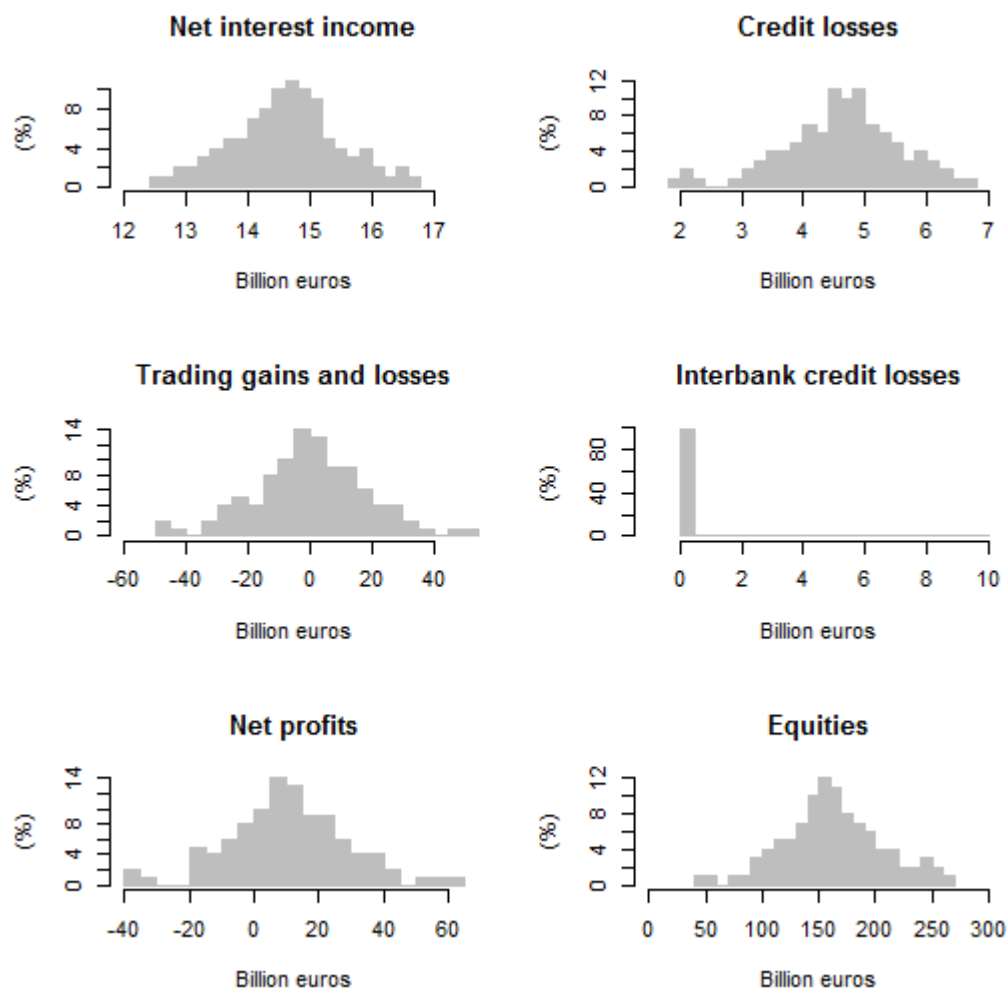 Net interest income
(%)
0 4 8
12 13 14 15 16 17
Billion euros
Credit losses
(%)
0 4 8 12
2 3 4 5 6 7
Billion euros
Trading gains and losses
(%)
0 4 8 14
-60 -20 0 20 40
Billion euros
Interbank credit losses
(%)
0 40 80
0 2 4 6 8 10
Billion euros
Net profits
(%)
0 4 8 14
-40 -20 0 20 40 60
Billion euros
Equities
(%)
0 4 8 12
0 50 100 150 200 250 300
Billion euros